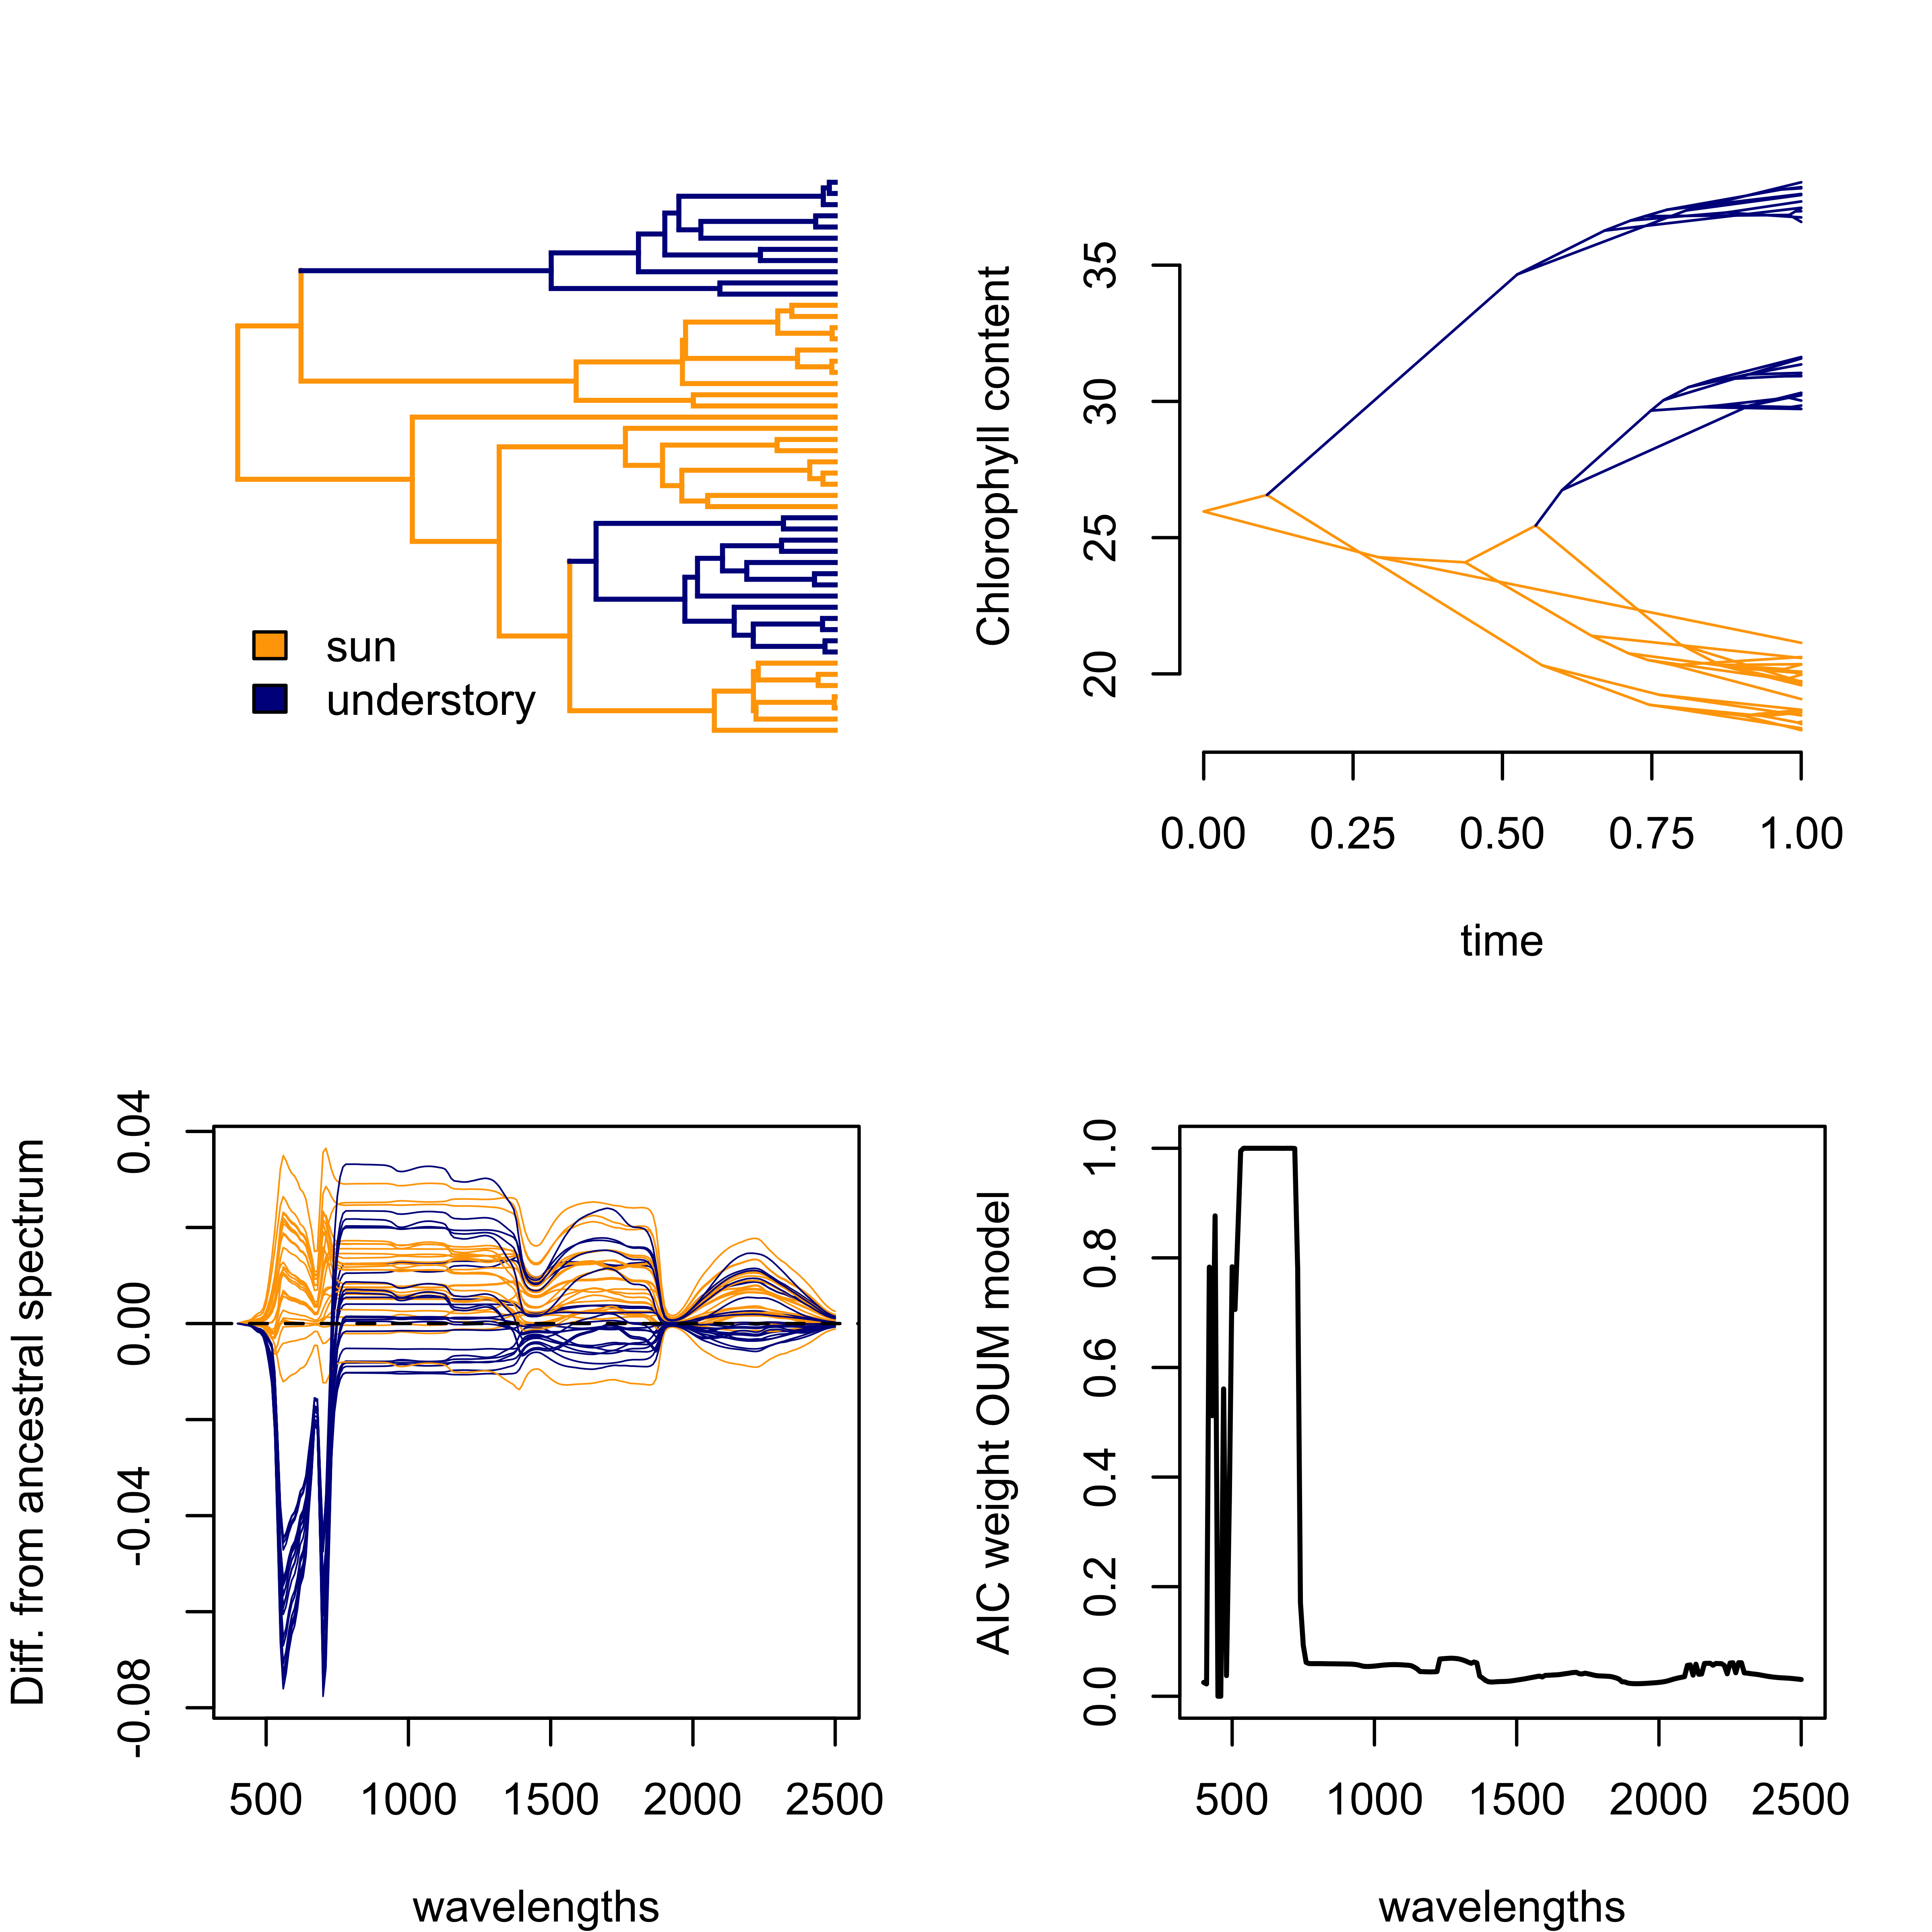 sun
understory
Chlorophyll content
35
30
25
20
0.00 0.25 0.50 0.75 1.00
time
Diff. from ancestral spectrum
0.04
0.00
-0.04
-0.08
500 1000 1500 2000 2500
wavelengths
AIC weight OUM model
1.0
0.8
0.6
0.4
0.2
0.0
500 1000 1500 2000 2500
wavelengths